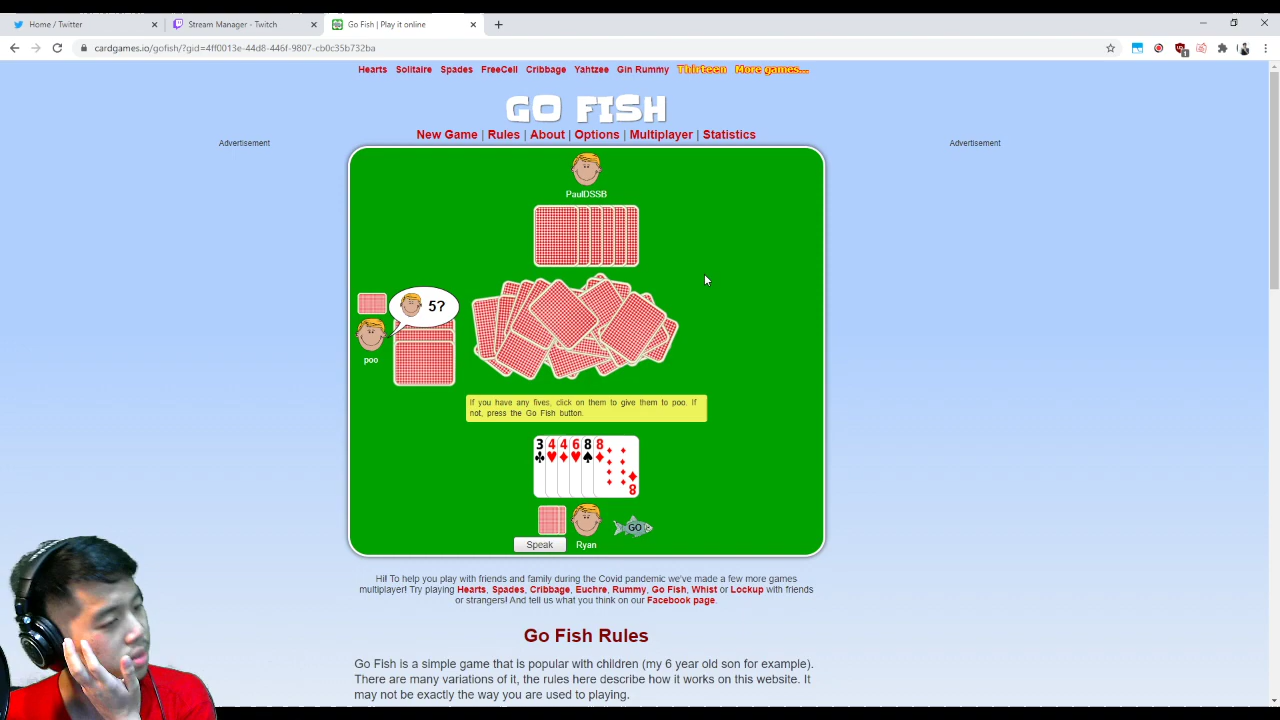 Home / Twitter
Stream Manager - Twitch
Go Fish | Play it online
cardgames.io/gofish/?gid=4ff0013e-44d8-446f-9807-cb0c35b732ba
Hearts Solitaire Spades FreeCell Cribbage Yahtzee Gin Rummy Thirteen More games...
GO FISH
New Game | Rules | About | Options | Multiplayer | Statistics
Advertisement
Advertisement
PaulDSSB
5?
poo
If you have any fives, click on them to give them to poo. If
not, press the Go Fish button.
3 4 4 6 8 8
8
GO
Speak
Ryan
Hi! To help you play with friends and family during the Covid pandemic we've made a few more games
multiplayer! Try playing Hearts, Spades, Cribbage, Euchre, Rummy, Go Fish, Whist or Lockup with friends
or strangers! And tell us what you think on our Facebook page.
Go Fish Rules
Go Fish is a simple game that is popular with children (my 6 year old son for example).
There are many variations of it, the rules here describe how it works on this website. It
may not be exactly the way you are used to playing.